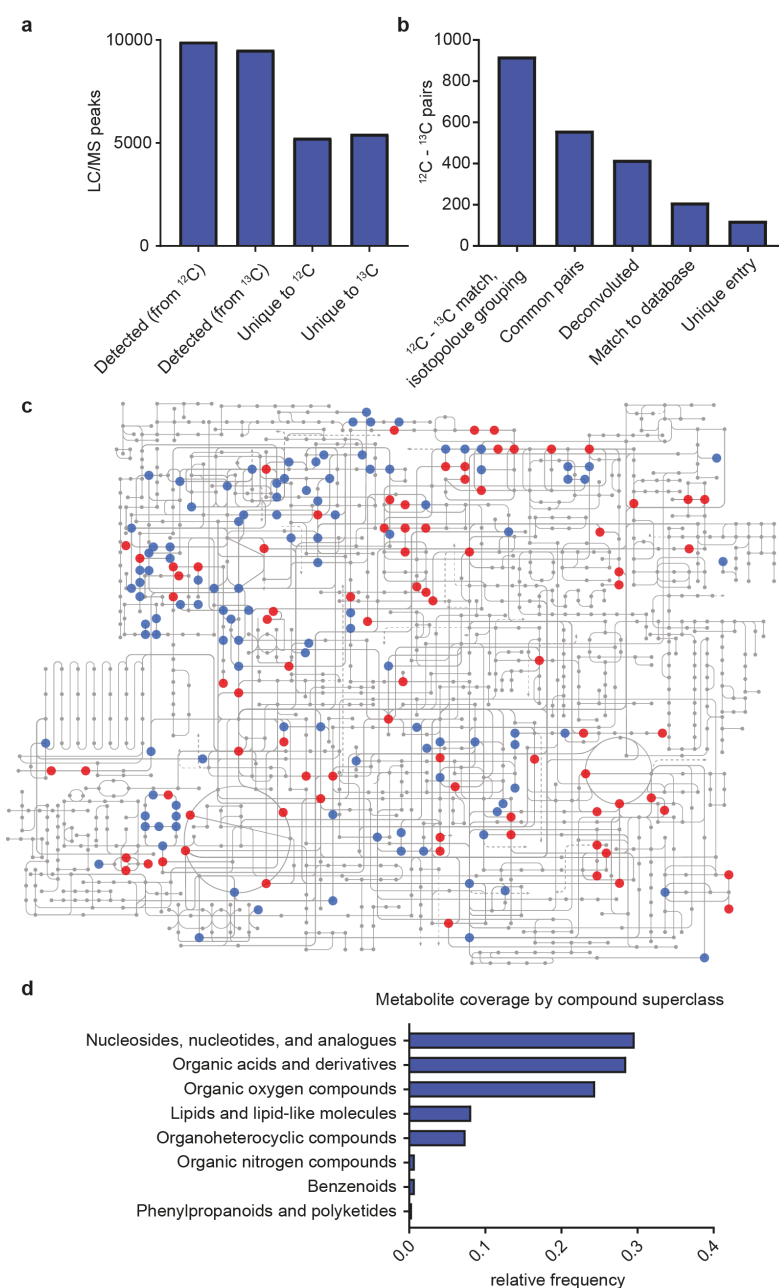 a
10000
5000
0
LC/MS peaks
Detected (from ¹²C)
Detected (from ¹³C)
Unique to ¹²C
Unique to ¹³C
b
1000
800
600
400
200
0
¹²C - ¹³C pairs
¹²C - ¹³C match,
isotopoloue grouping
Common pairs
Deconvoluted
Match to database
Unique entry
c
d
Metabolite coverage by compound superclass
Nucleosides, nucleotides, and analogues
Organic acids and derivatives
Organic oxygen compounds
Lipids and lipid-like molecules
Organoheterocyclic compounds
Organic nitrogen compounds
Benzenoids
Phenylpropanoids and polyketides
0.0
0.1
0.2
0.3
0.4
relative frequency